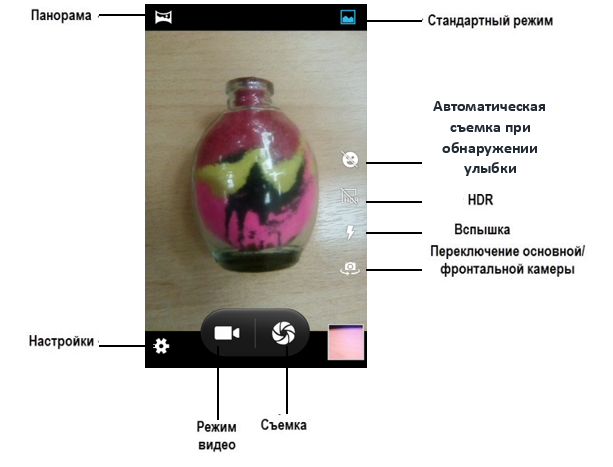 Панорама
Стандартный режим
Автоматическая
съемка при
обнаружении
улыбки
HDR
Вспышка
Переключение основной/
фронтальной камеры
Настройки
Режим
видео
Съемка